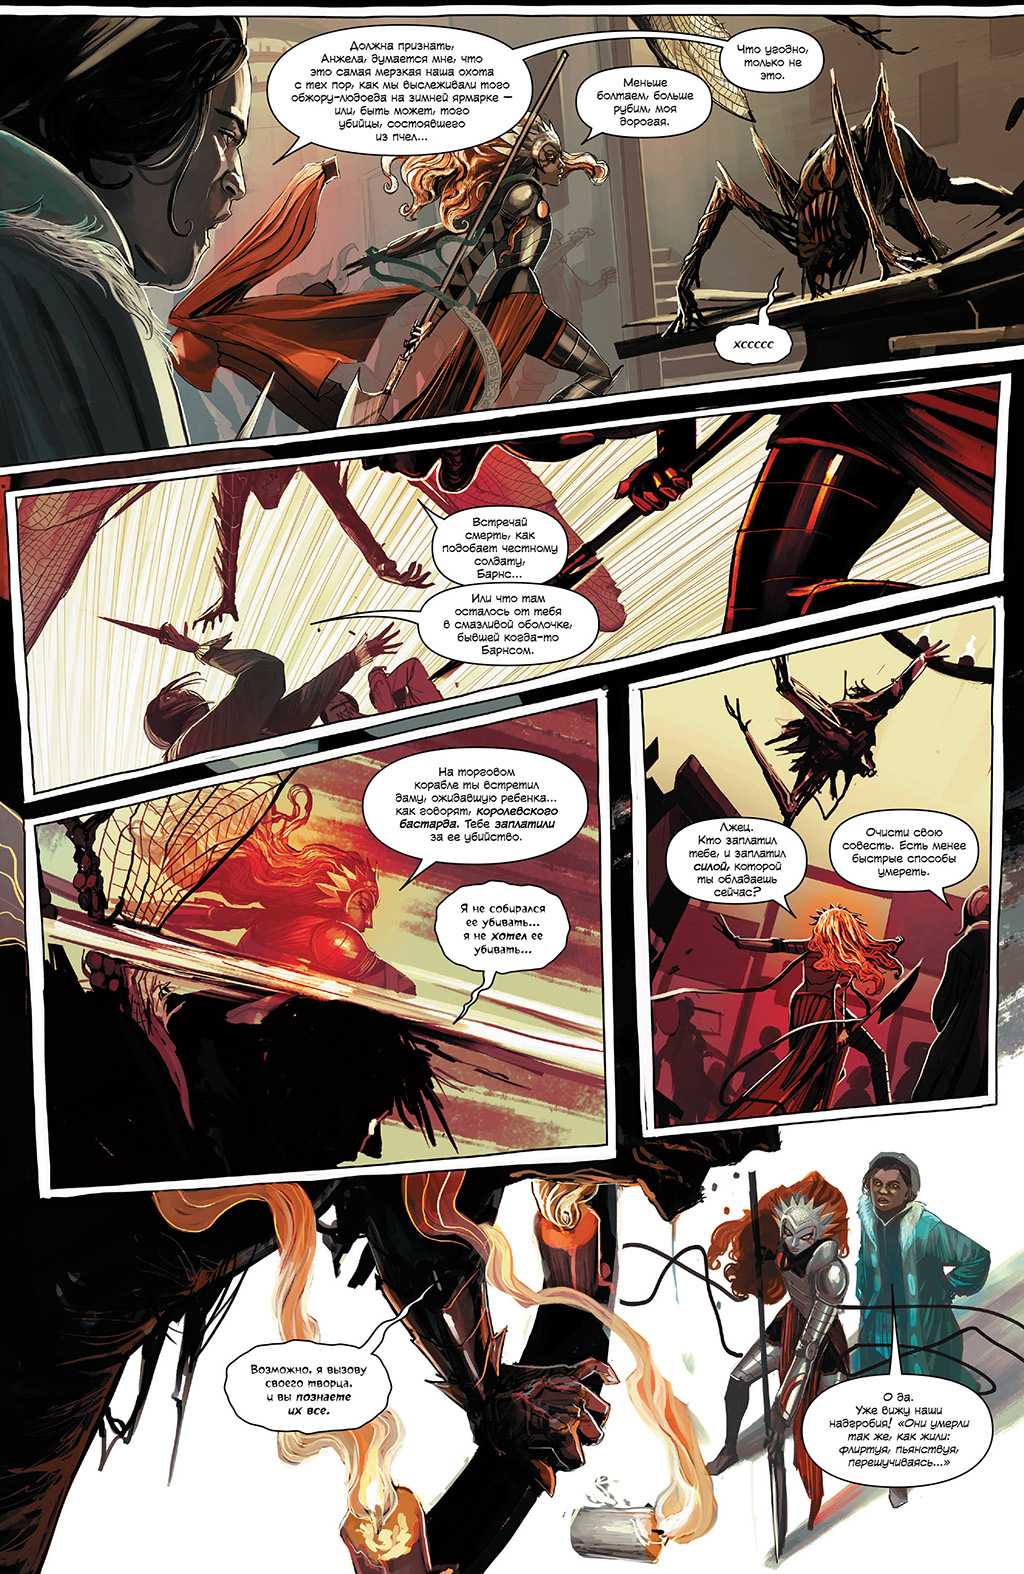 Должна признать,
Анжела, думается мне, что
это самая мерзкая наша охота
с тех пор, как мы выслеживали того
обжору-людоеда на зимней ярмарке —
или, быть может, того
убийцы, состоявшего
из пчел...
Меньше
болтаем, больше
рубим, моя
дорогая.
Что угодно,
только не
это.
хссссс
Встречай
смерть, как
подобает честному
солдату,
Барнс...
Или что там
осталось от тебя
в смазливой оболочке,
бывшей когда-то
Барнсом.
На торговом
корабле ты встретил
даму, ожидавшую ребенка...
как говорят, королевского
бастарда. Тебе заплатили
за ее убийство.
Я не собирался
ее убивать...
я не хотел ее
убивать...
Лжец.
Кто заплатил
тебе, и заплатил
силой, которой
ты обладаешь
сейчас?
Очисти свою
совесть. Есть менее
быстрые способы
умереть.
Возможно, я вызову
своего творца,
и вы познаете
их все.
О да.
Уже вижу наши
надгробия! «Они умерли
так же, как жили:
флиртуя, пьянствуя,
перешучиваясь...»